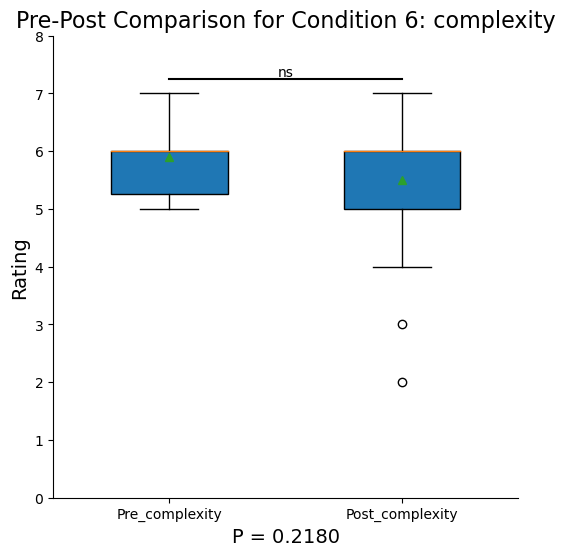 Pre-Post Comparison for Condition 6: complexity
8
7
6
5
4
3
2
1
0
Rating
ns
Pre_complexity
Post_complexity
P = 0.2180